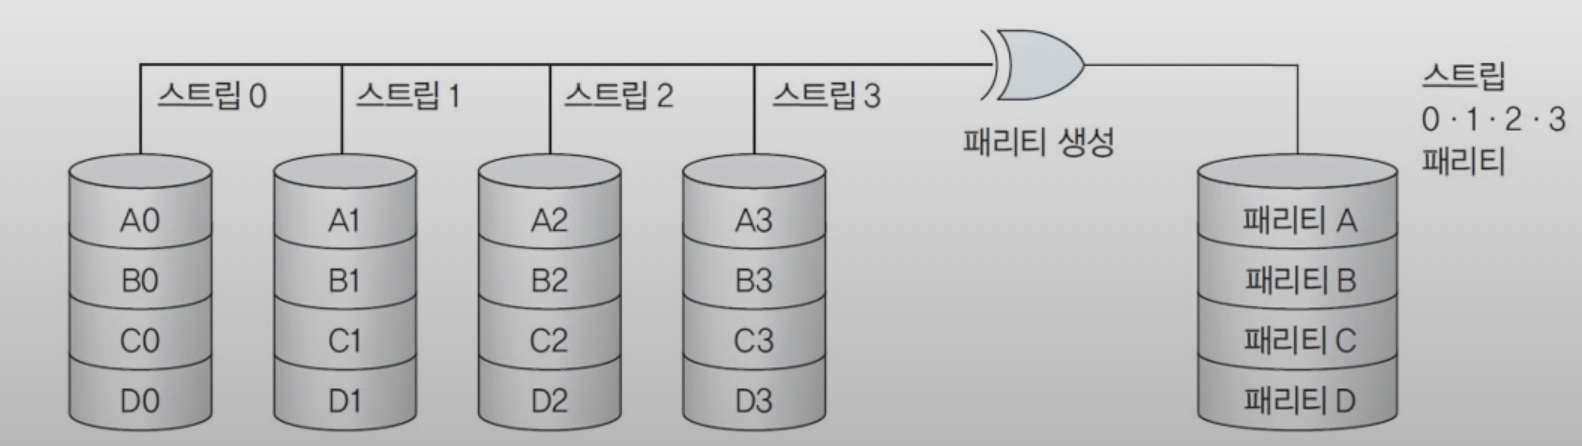 스트립 0
스트립 1
스트립 2
스트립 3
패리티 생성
스트립
0 · 1 · 2 · 3
패리티
A0
A1
A2
A3
패리티 A
B0
B1
B2
B3
패리티 B
C0
C1
C2
C3
패리티 C
D0
D1
D2
D3
패리티 D